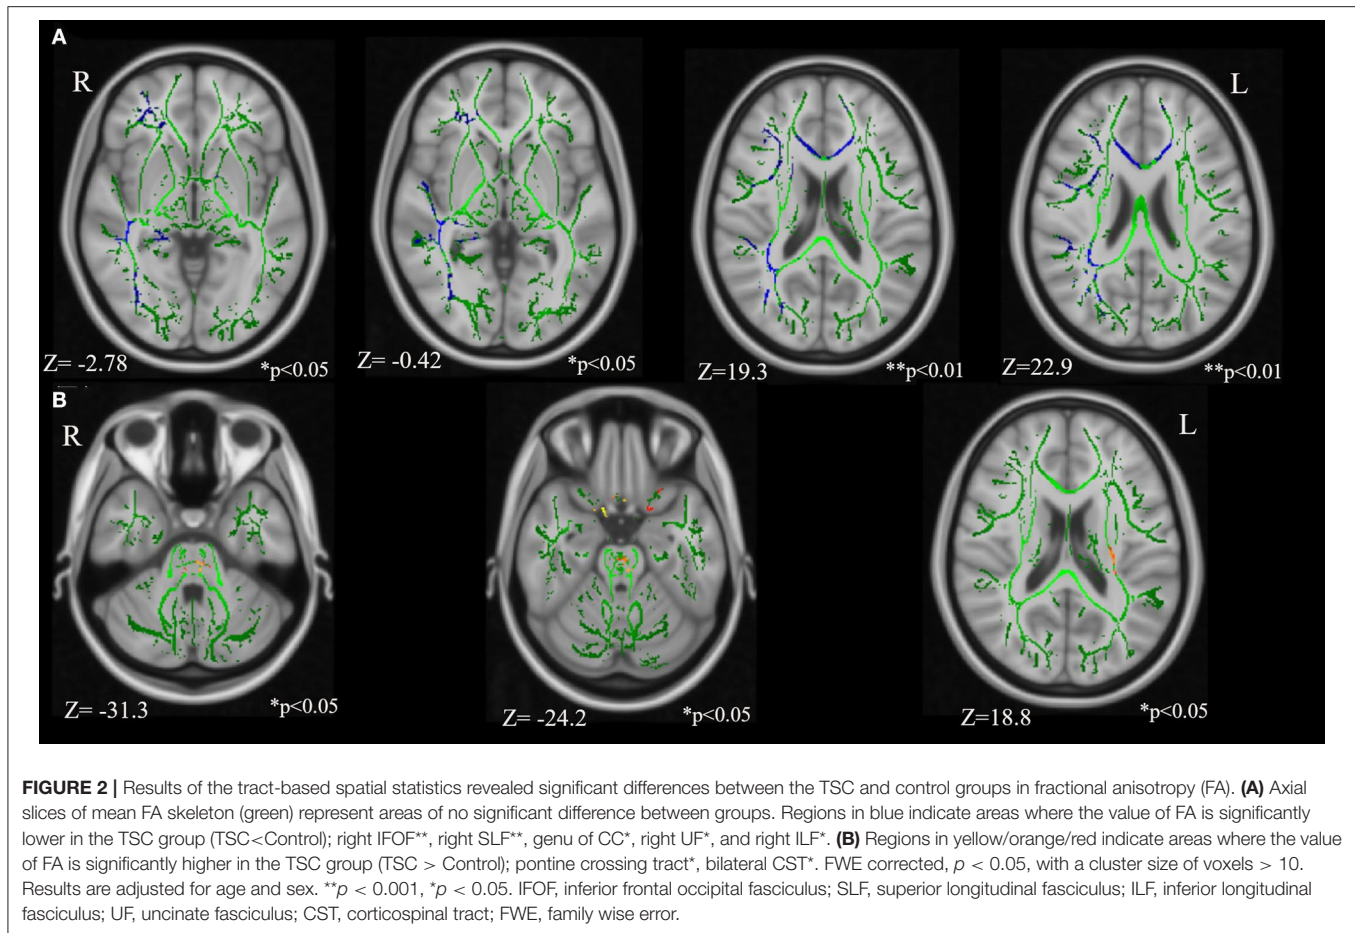 A
R
L
Z= -2.78
*p<0.05
Z= -0.42
*p<0.05
Z=19.3
**p<0.01
Z=22.9
**p<0.01
B
R
L
Z= -31.3
*p<0.05
Z= -24.2
*p<0.05
Z=18.8
*p<0.05
FIGURE 2 | Results of the tract-based spatial statistics revealed significant differences between the TSC and control groups in fractional anisotropy (FA). (A) Axial
slices of mean FA skeleton (green) represent areas of no significant difference between groups. Regions in blue indicate areas where the value of FA is significantly
lower in the TSC group (TSC<Control); right IFOF**, right SLF**, genu of CC*, right UF*, and right ILF*. (B) Regions in yellow/orange/red indicate areas where the value
of FA is significantly higher in the TSC group (TSC > Control); pontine crossing tract*, bilateral CST*. FWE corrected, p < 0.05, with a cluster size of voxels > 10.
Results are adjusted for age and sex. **p < 0.001, *p < 0.05. IFOF, inferior frontal occipital fasciculus; SLF, superior longitudinal fasciculus; ILF, inferior longitudinal
fasciculus; UF, uncinate fasciculus; CST, corticospinal tract; FWE, family wise error.